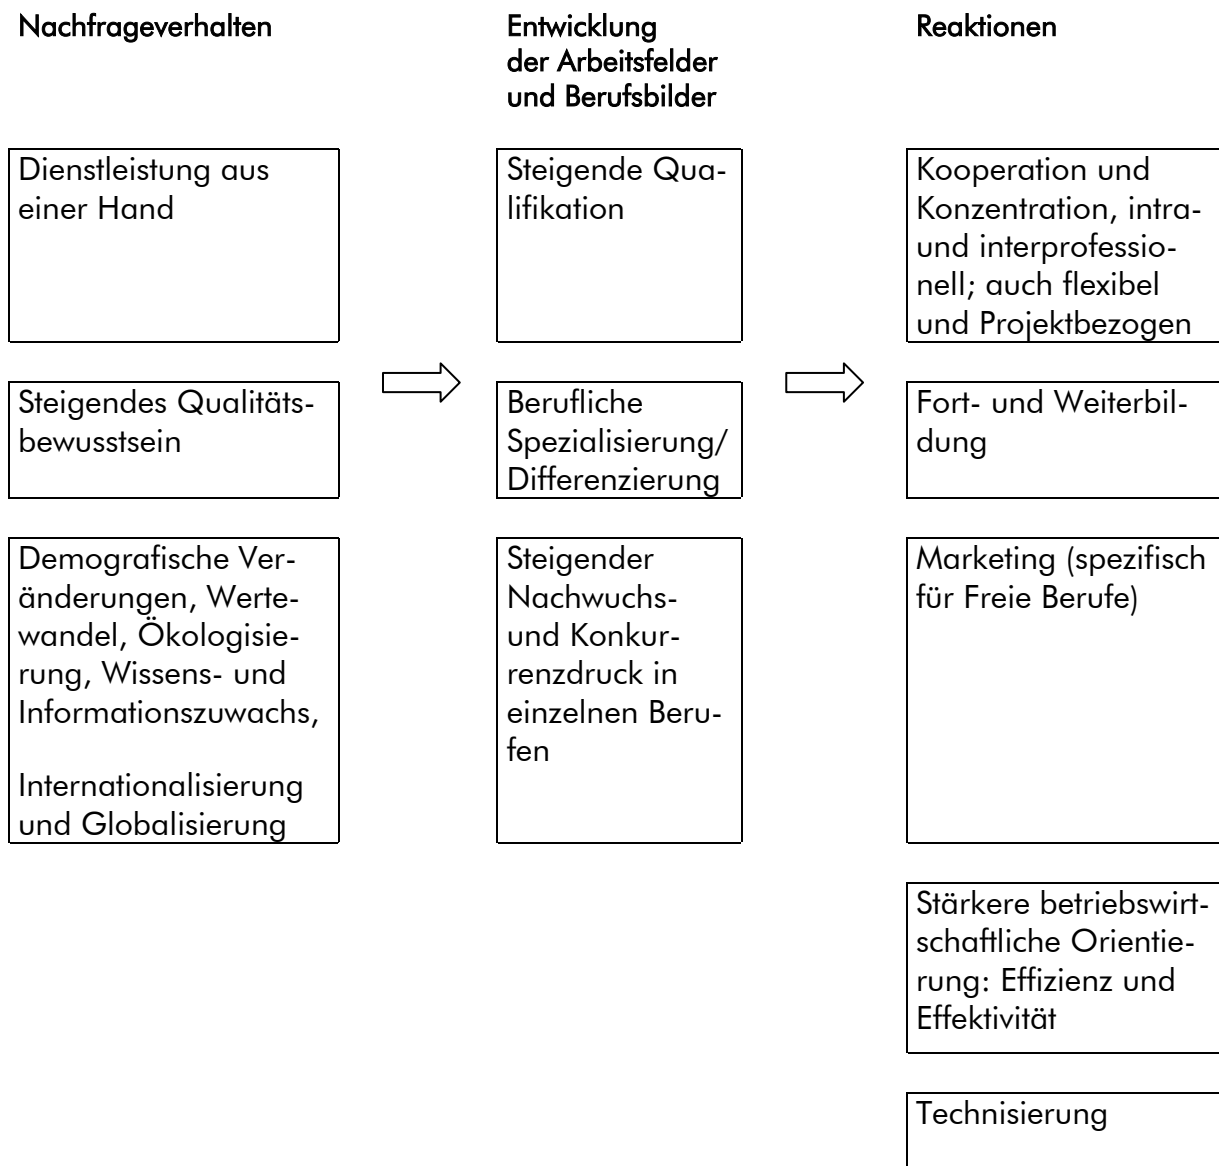 Nachfrageverhalten
Entwicklung
der Arbeitsfelder
und Berufsbilder
Reaktionen
Dienstleistung aus
einer Hand
Steigende Qua-
lifikation
Kooperation und
Konzentration, intra-
und interprofessio-
nell; auch flexibel
und Projektbezogen
Steigendes Qualitäts-
bewusstsein
Berufliche
Spezialisierung/
Differenzierung
Fort- und Weiterbil-
dung
Demografische Ver-
änderungen, Werte-
wandel, Ökologisie-
rung, Wissens- und
Informationszuwachs,
Internationalisierung
und Globalisierung
Steigender
Nachwuchs-
und Konkur-
renzdruck in
einzelnen Beru-
fen
Marketing (spezifisch
für Freie Berufe)
Stärkere betriebswirt-
schaftliche Orientie-
rung: Effizienz und
Effektivität
Technisierung